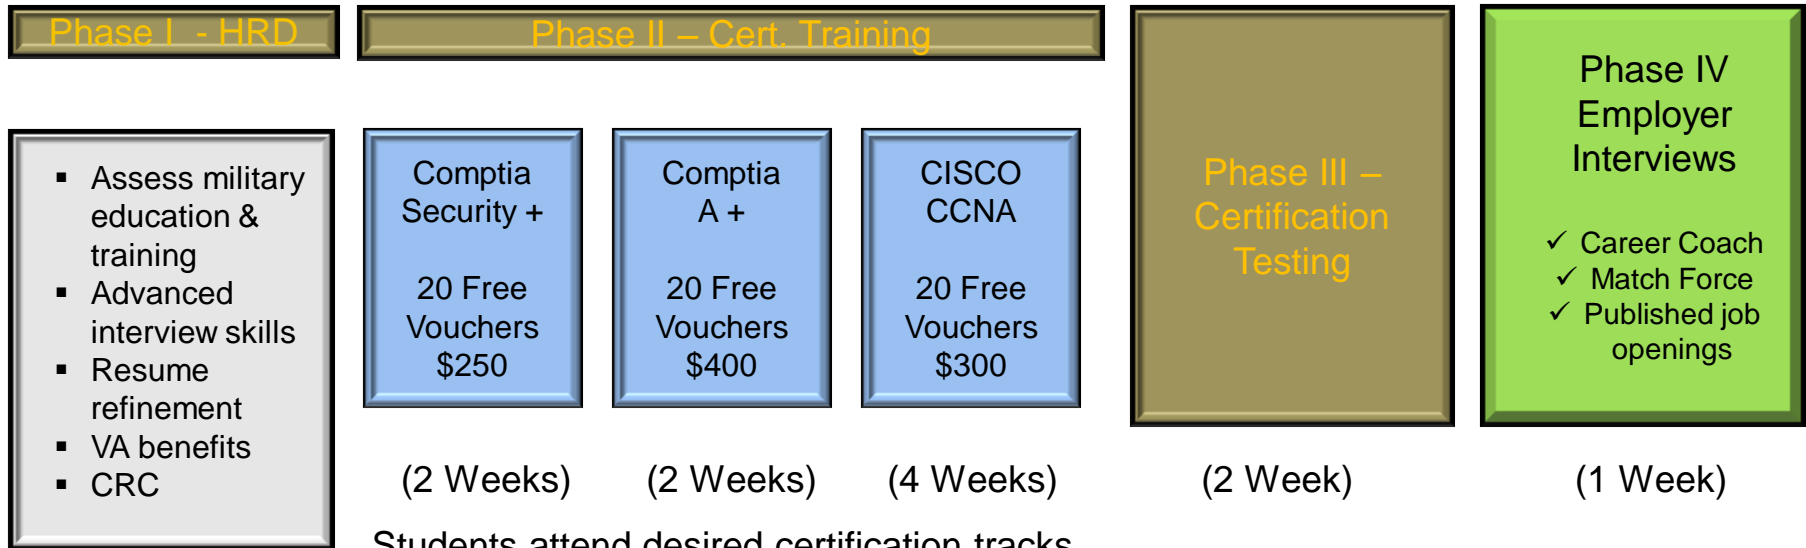 Phase I - HRD
Phase II – Cert. Training
▪ Assess military
education &
training
▪ Advanced
interview skills
▪ Resume
refinement
▪ VA benefits
▪ CRC
Comptia
Security +
20 Free
Vouchers
$250
(2 Weeks)
Comptia
A +
20 Free
Vouchers
$400
(2 Weeks)
CISCO
CCNA
20 Free
Vouchers
$300
(4 Weeks)
Students attend desired certification tracks
Phase III –
Certification
Testing
(2 Week)
Phase IV
Employer
Interviews
✓ Career Coach
✓ Match Force
✓ Published job
openings
(1 Week)